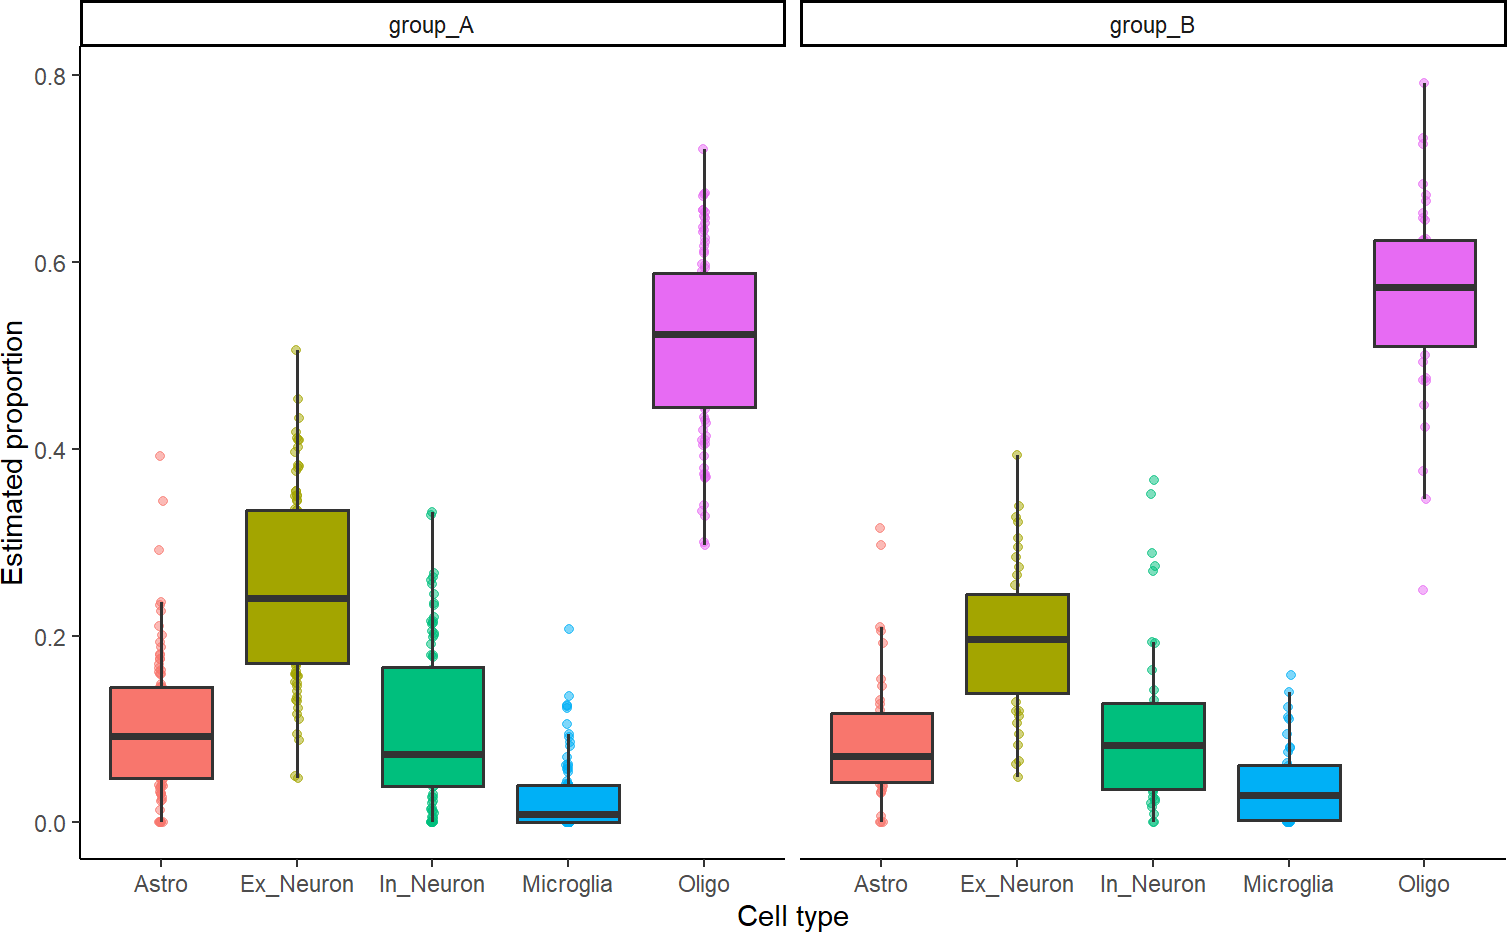 group_A
group_B
Estimated proportion
0.8
0.6
0.4
0.2
0.0
Astro Ex_Neuron In_Neuron Microglia Oligo
Astro Ex_Neuron In_Neuron Microglia Oligo
Cell type